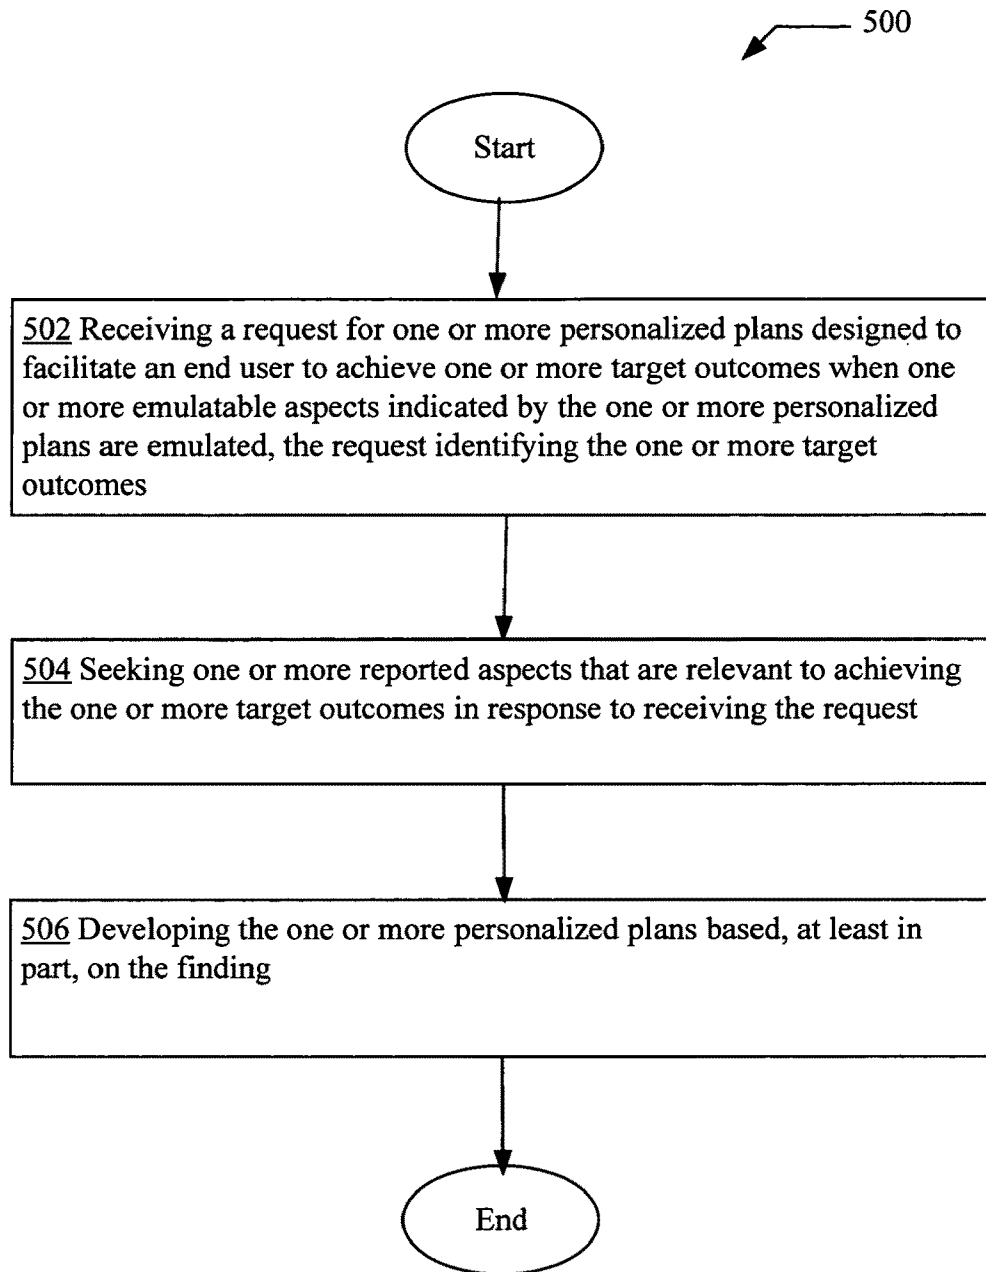 500
Start
502 Receiving a request for one or more personalized plans designed to
facilitate an end user to achieve one or more target outcomes when one
or more emulatable aspects indicated by the one or more personalized
plans are emulated, the request identifying the one or more target
outcomes
504 Seeking one or more reported aspects that are relevant to achieving
the one or more target outcomes in response to receiving the request
506 Developing the one or more personalized plans based, at least in
part, on the finding
End